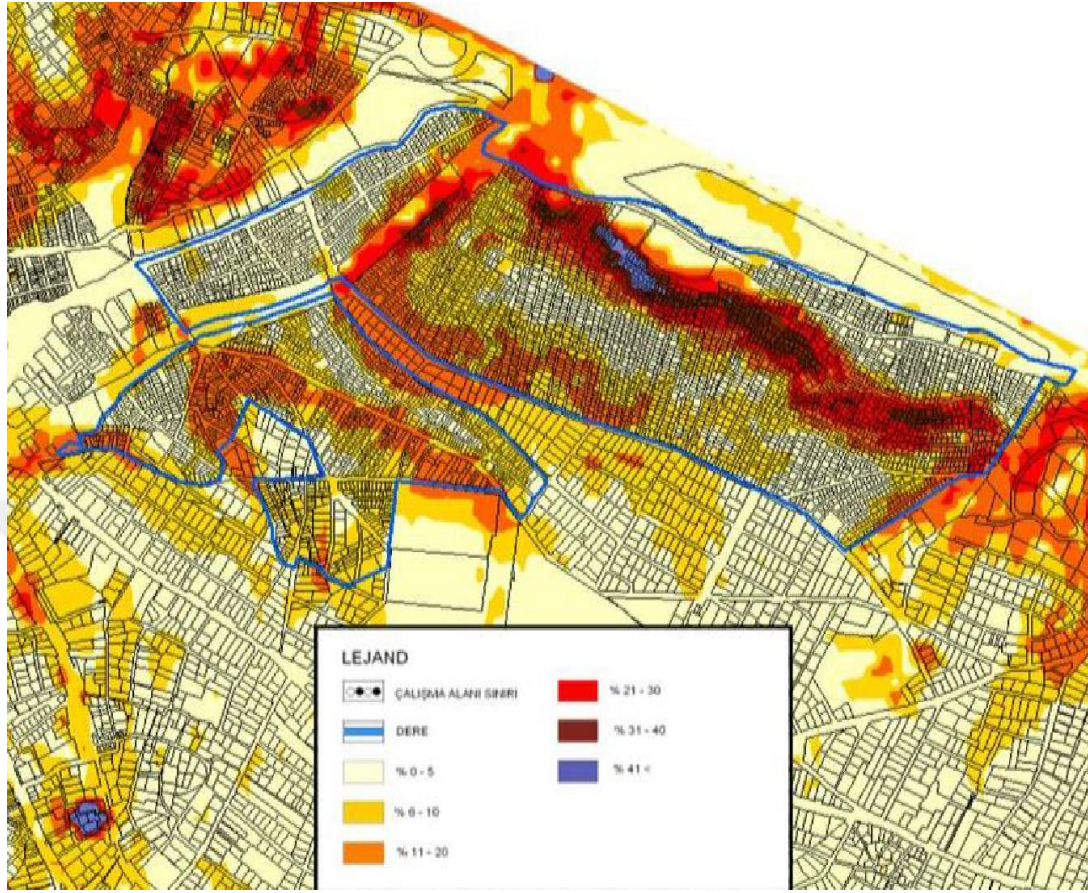 LEJAND
ÇALIŞMA ALANI SINIRI
DERE
% 0 - 5
% 6 - 10
% 11 - 20
% 21 - 30
% 31 - 40
% 41 <